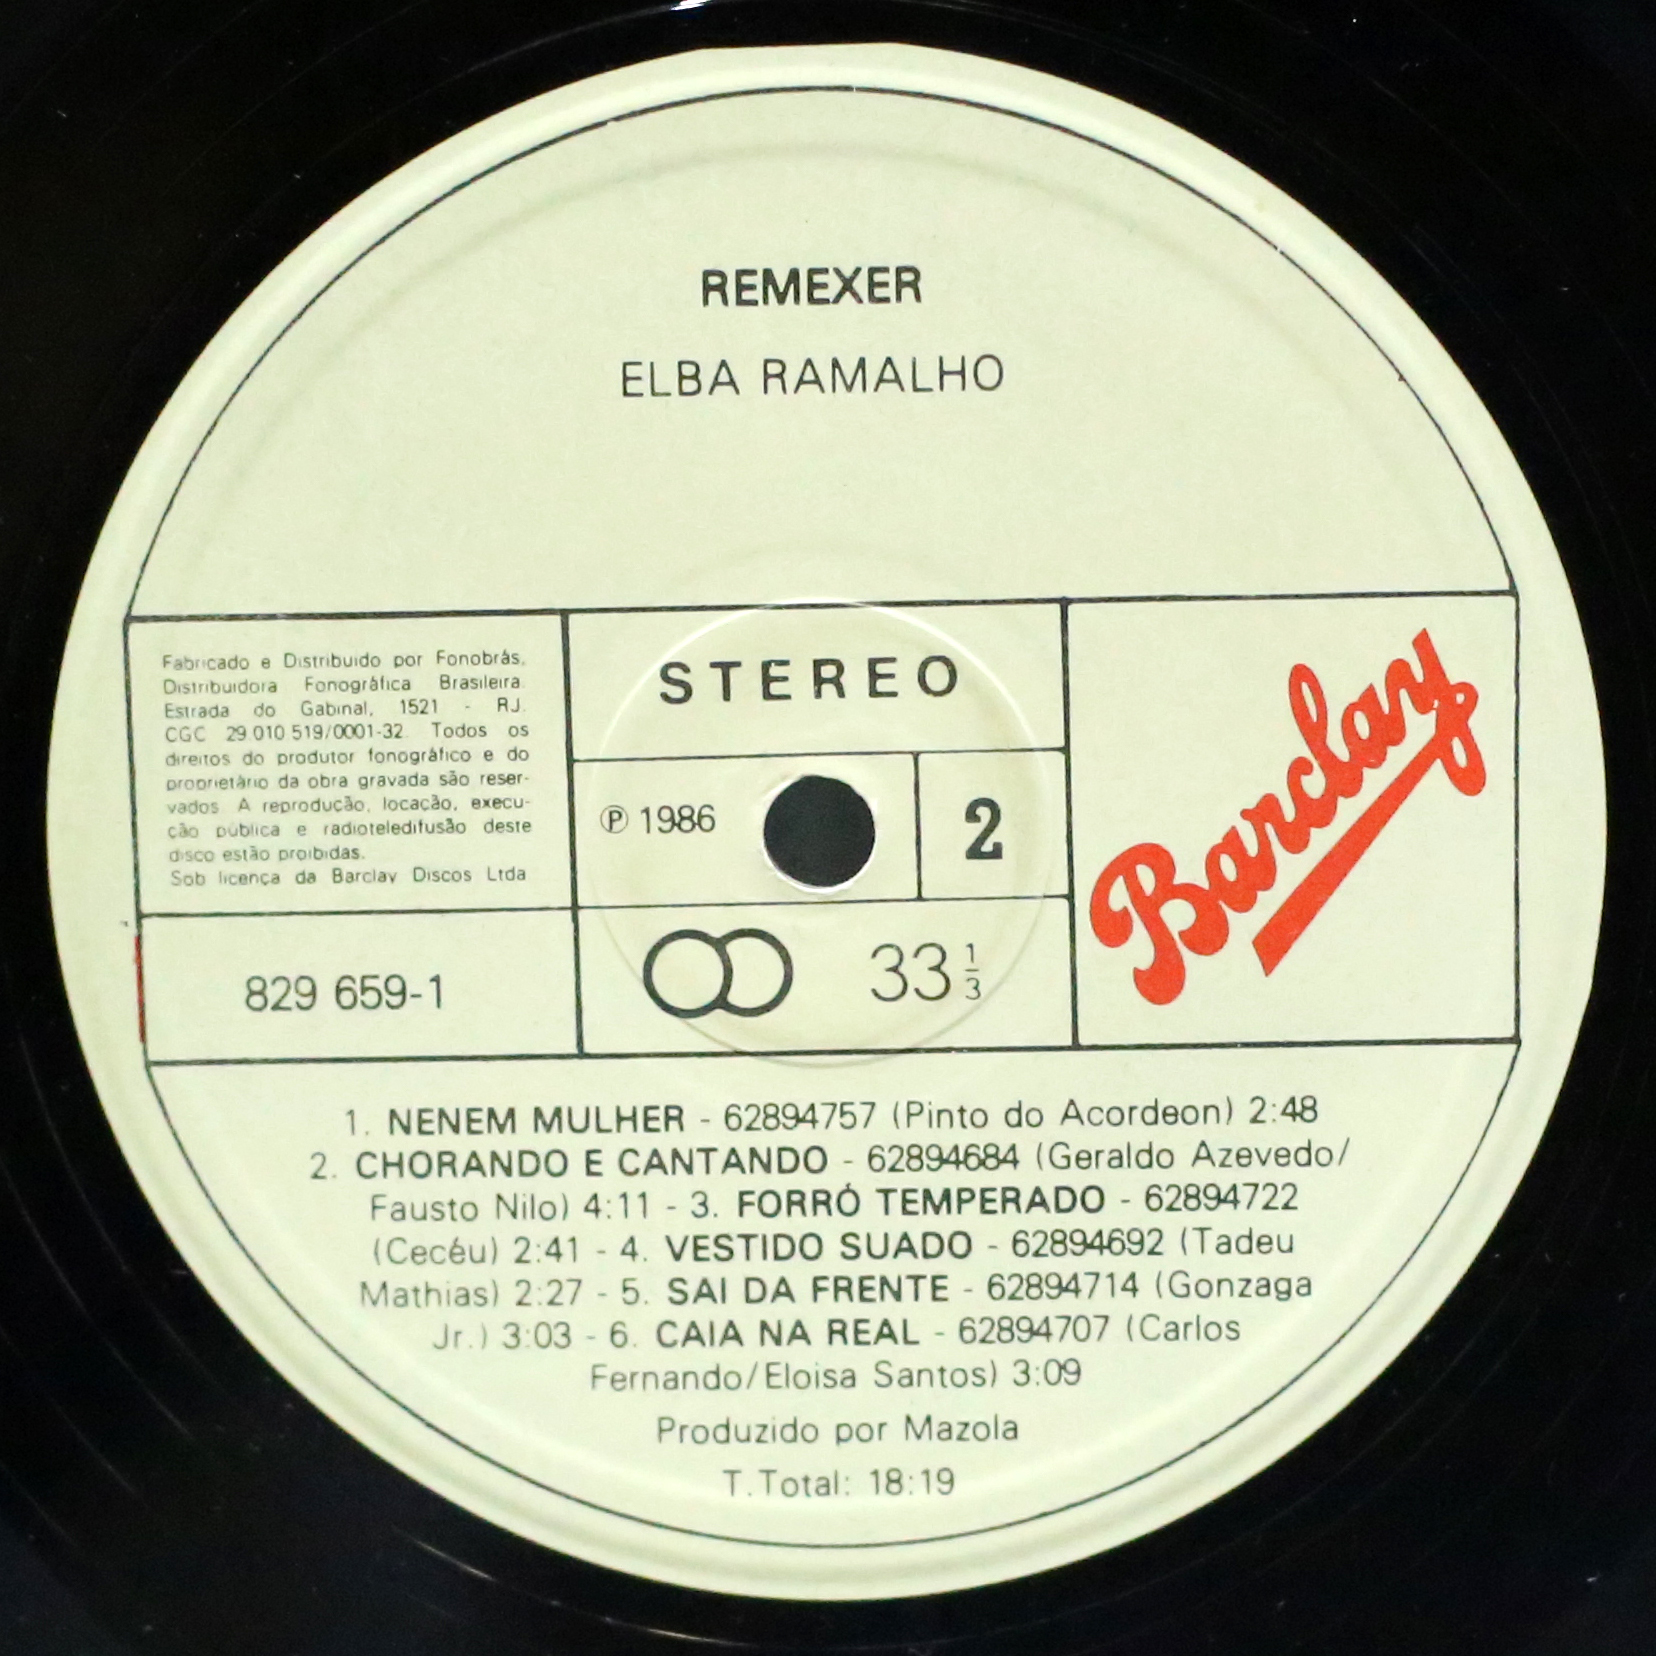 REMEXER
ELBA RAMALHO
Fabricado e Distribuido por Fonobrás,
Distribuidora Fonográfica Brasileira.
Estrada do Gabinal, 1521 - RJ.
CGC 29.010.519/0001-32. Todos os
direitos do produtor fonográfico e do
proprietário da obra gravada são reser-
vados. A reprodução, locação, execu-
ção pública e radioteledifusão deste
disco estão proibidas.
Sob licença da Barclay Discos Ltda
829 659-1
STEREO
℗ 1986
2
33 1/3
Barclay
1. NENEM MULHER - 62894757 (Pinto do Acordeon) 2:48
2. CHORANDO E CANTANDO - 62894684 (Geraldo Azevedo/
Fausto Nilo) 4:11 - 3. FORRÓ TEMPERADO - 62894722
(Cecéu) 2:41 - 4. VESTIDO SUADO - 62894692 (Tadeu
Mathias) 2:27 - 5. SAI DA FRENTE - 62894714 (Gonzaga
Jr.) 3:03 - 6. CAIA NA REAL - 62894707 (Carlos
Fernando/Eloisa Santos) 3:09
Produzido por Mazola
T.Total: 18:19